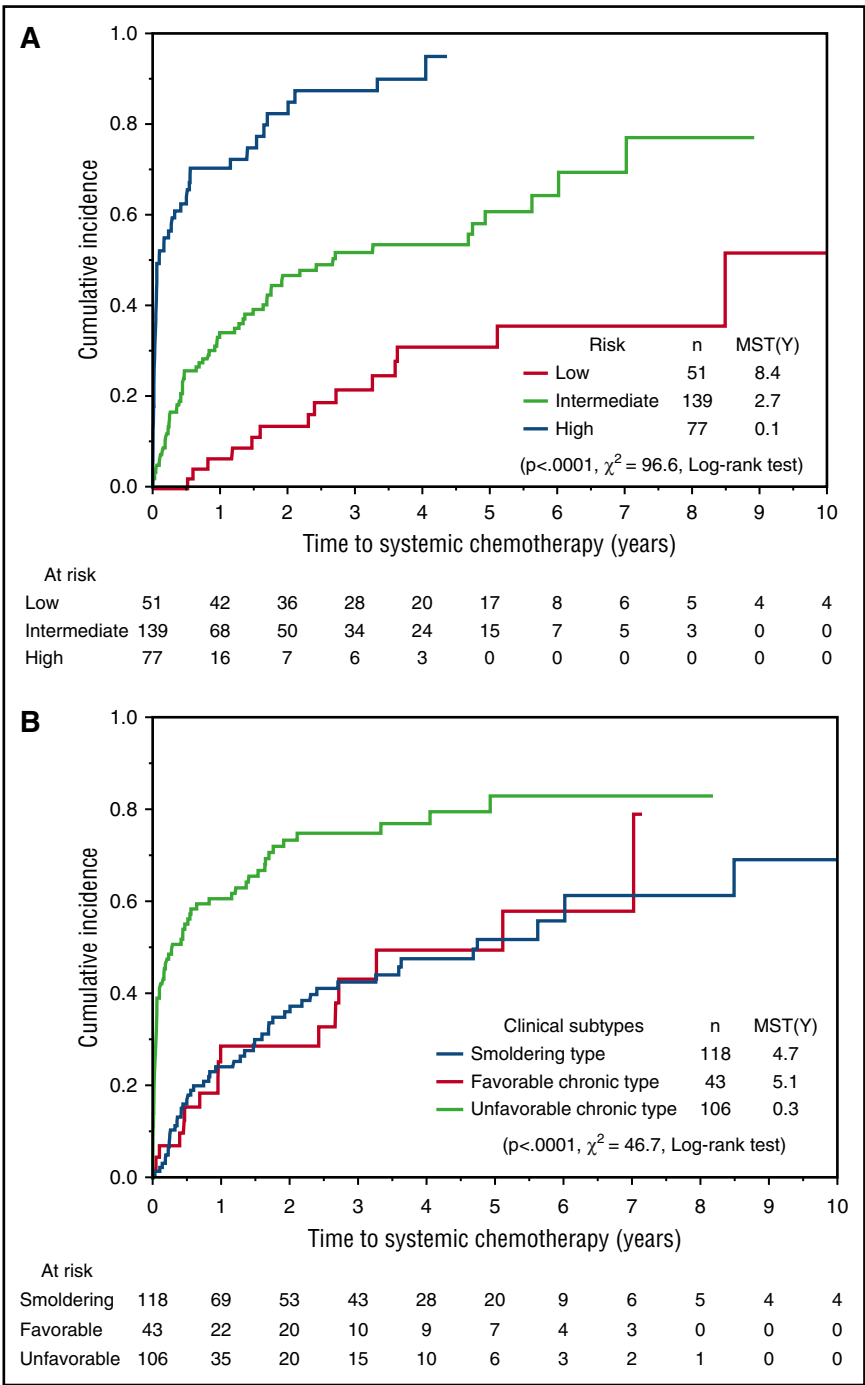 A
1.0
0.8
0.6
0.4
0.2
0.0
Cumulative incidence
Risk n MST(Y)
Low 51 8.4
Intermediate 139 2.7
High 77 0.1
(p<.0001, χ² = 96.6, Log-rank test)
0 1 2 3 4 5 6 7 8 9 10
Time to systemic chemotherapy (years)
At risk
Low 51 42 36 28 20 17 8 6 5 4 4
Intermediate 139 68 50 34 24 15 7 5 3 0 0
High 77 16 7 6 3 0 0 0 0 0 0
B
1.0
0.8
0.6
0.4
0.2
0.0
Cumulative incidence
Clinical subtypes n MST(Y)
Smoldering type 118 4.7
Favorable chronic type 43 5.1
Unfavorable chronic type 106 0.3
(p<.0001, χ² = 46.7, Log-rank test)
0 1 2 3 4 5 6 7 8 9 10
Time to systemic chemotherapy (years)
At risk
Smoldering 118 69 53 43 28 20 9 6 5 4 4
Favorable 43 22 20 10 9 7 4 3 0 0 0
Unfavorable 106 35 20 15 10 6 3 2 1 0 0